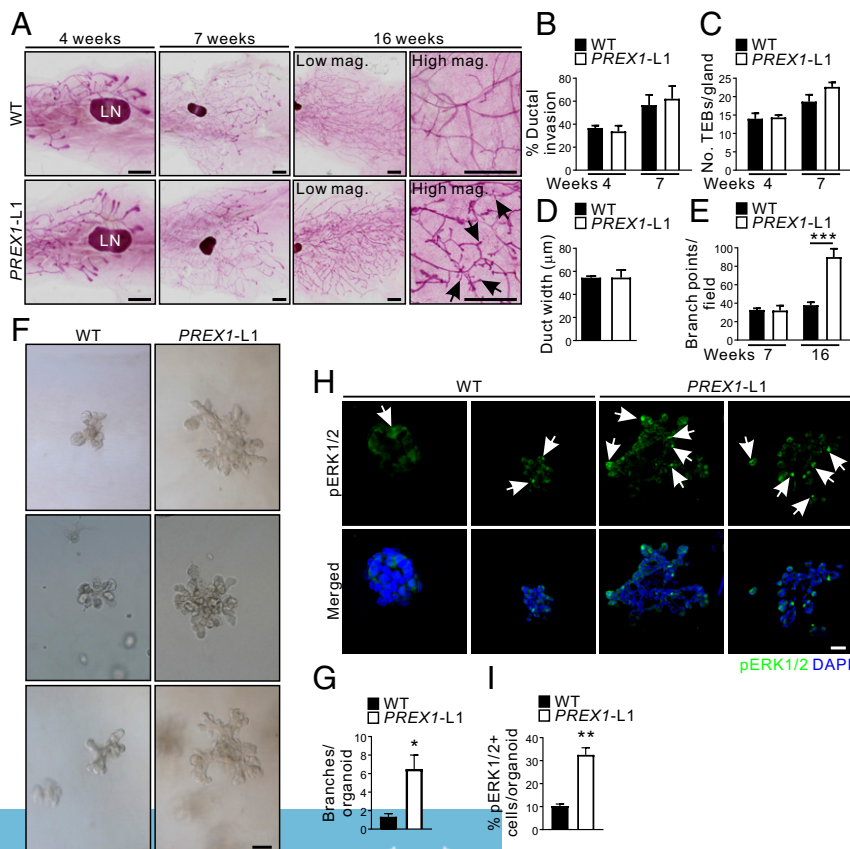 A
4 weeks
7 weeks
16 weeks
WT
LN
Low mag.
High mag.
PREX1-L1
LN
Low mag.
High mag.
B
WT
PREX1-L1
% Ductal
invasion
80
60
40
20
0
Weeks 4
7
C
WT
PREX1-L1
No. TEBs/gland
25
20
15
10
5
0
Weeks
4
7
D
WT
PREX1-L1
Duct width (μm)
80
60
40
20
0
E
WT
PREX1-L1
Branch points/
field
***
100
80
60
40
20
0
Weeks
7
16
F
WT
PREX1-L1
G
WT
PREX1-L1
Branches/
organoid
*
10
8
6
4
2
0
H
WT
PREX1-L1
pERK1/2
Merged
pERK1/2 DAPI
I
WT
PREX1-L1
% pERK1/2+
cells/organoid
**
40
30
20
10
0